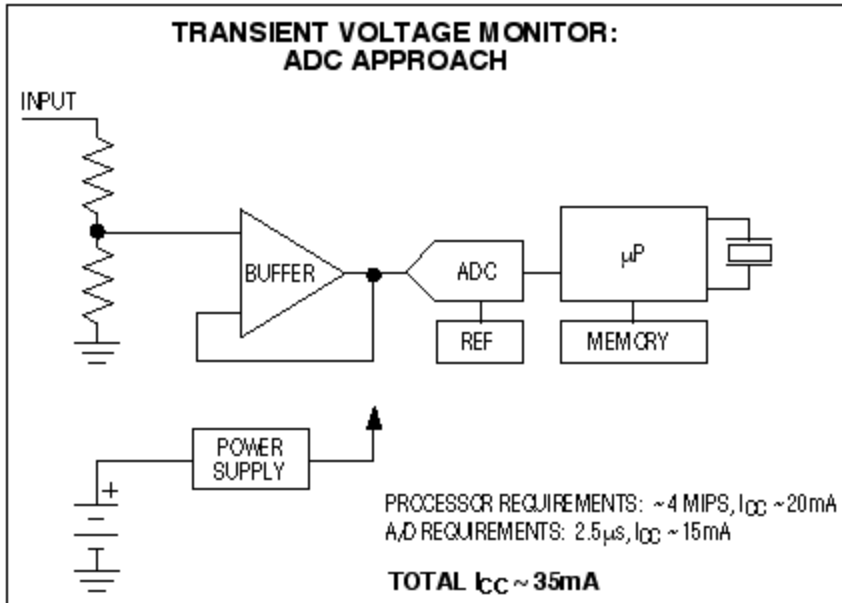 TRANSIENT VOLTAGE MONITOR:
ADC APPROACH
INPUT
BUFFER
ADC
μP
REF
MEMORY
POWER
SUPPLY
+
PROCESSOR REQUIREMENTS: ~4 MIPS, ICC ~20mA
A/D REQUIREMENTS: 2.5μs, ICC ~15mA
TOTAL ICC ~ 35mA